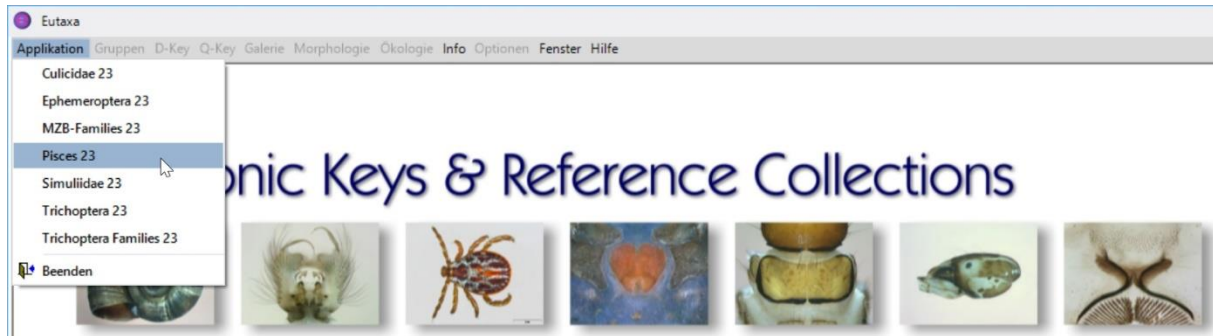 Eutaxa
Applikation Gruppen D-Key Q-Key Galerie Morphologie Ökologie Info Optionen Fenster Hilfe
Culicidae 23
Ephemeroptera 23
MZB-Families 23
Pisces 23
Simuliidae 23
Trichoptera 23
Trichoptera Families 23
Beenden
onic Keys & Reference Collections